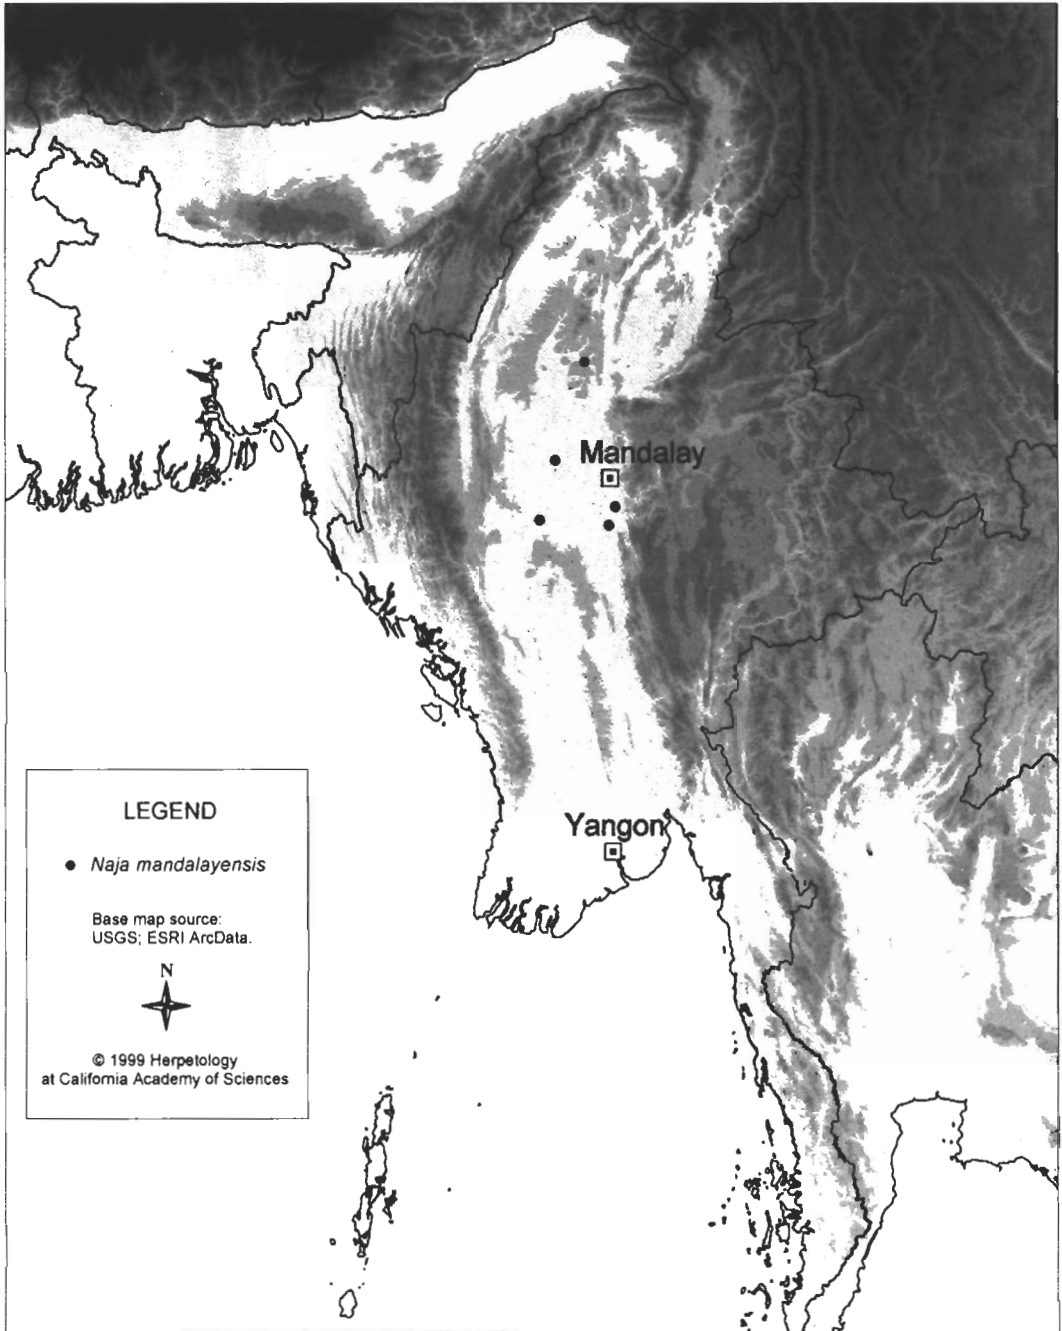 Mandalay
Yangon
LEGEND
Naja mandalayensis
Base map source:
USGS; ESRI ArcData.
N
© 1999 Herpetology
at California Academy of Sciences